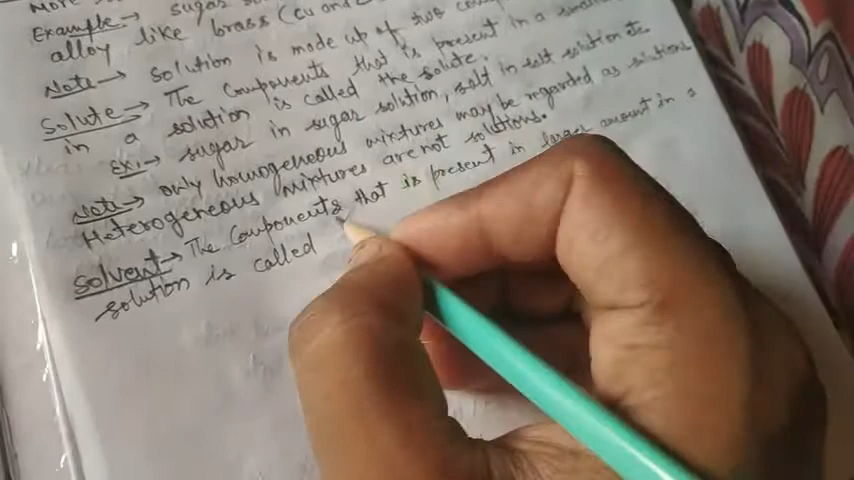 Example → sugar
alloy like brass (Cu and
Note → solution is made up of two
Solute → The components that is present in a
in a solution is called the solute.
Ex:- → sugar in sugar solution, salt in salt solution etc
Note → only homogeneous mixtures may be regarded as solutions
Heterogeneous mixtures are not solutions.
Solvent → The Components that is present in larger amount in a
solution is called